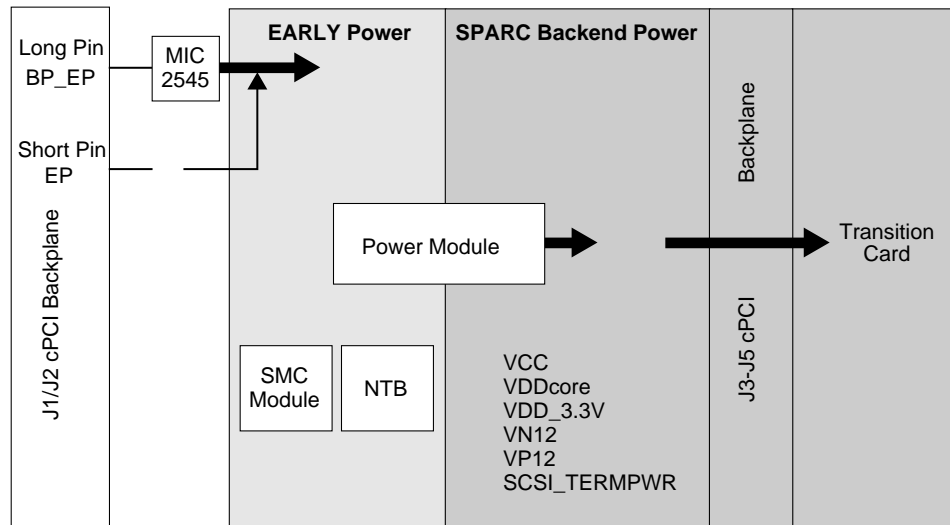 EARLY Power
SPARC Backend Power
Long Pin
BP_EP
MIC
2545
Short Pin
EP
J1/J2 cPCI Backplane
Power Module
SMC
Module
NTB
VCC
VDDcore
VDD_3.3V
VN12
VP12
SCSI_TERMPWR
Backplane
J3-J5 cPCI
Transition
Card